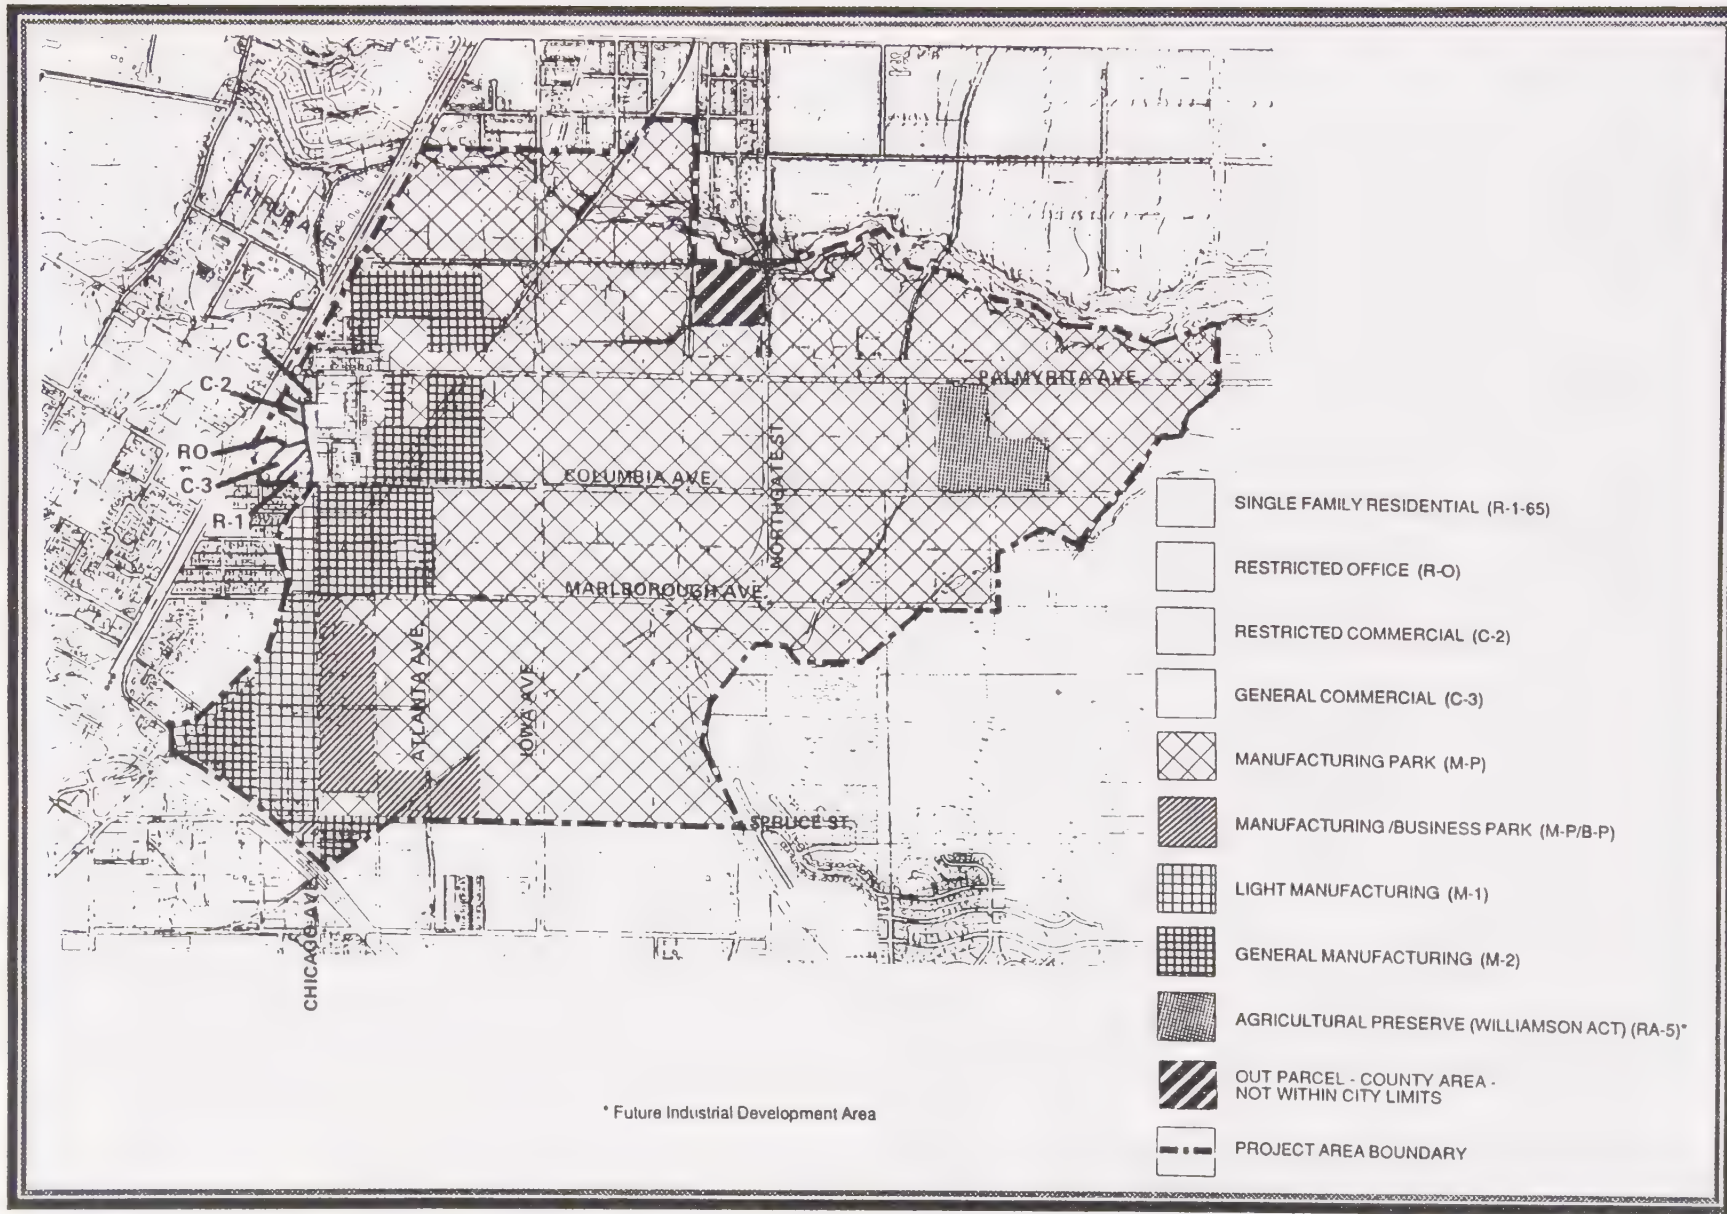 CITRUS AVE
C-3
C-2
RO
C-3
R-1
PALMYRITA AVE
COLUMBIA AVE
NORTHGATE ST
MARLBOROUGH AVE
ATLANTA AVE
IOWA AVE
SPRUCE ST.
CHICAGO AVE
SINGLE FAMILY RESIDENTIAL (R-1-65)
RESTRICTED OFFICE (R-O)
RESTRICTED COMMERCIAL (C-2)
GENERAL COMMERCIAL (C-3)
MANUFACTURING PARK (M-P)
MANUFACTURING/BUSINESS PARK (M-P/B-P)
LIGHT MANUFACTURING (M-1)
GENERAL MANUFACTURING (M-2)
AGRICULTURAL PRESERVE (WILLIAMSON ACT) (RA-5)*
OUT PARCEL - COUNTY AREA -
NOT WITHIN CITY LIMITS
PROJECT AREA BOUNDARY
* Future Industrial Development Area